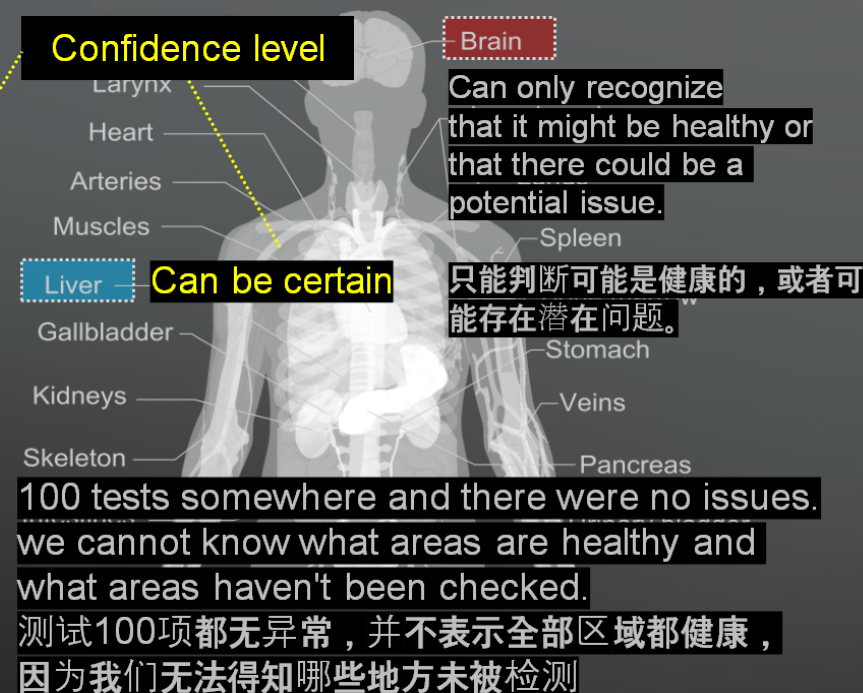 Confidence level
Brain
Larynx
Can only recognize
Heart
that it might be healthy or
that there could be a
Arteries
potential issue.
Muscles
Spleen
Liver
Can be certain
只能判断可能是健康的，或者可
能存在潜在问题。
Gallbladder
Stomach
Kidneys
Veins
Skeleton
Pancreas
100 tests somewhere and there were no issues.
we cannot know what areas are healthy and
what areas haven't been checked.
测试100项都无异常，并不表示全部区域都健康，
因为我们无法得知哪些地方未被检测